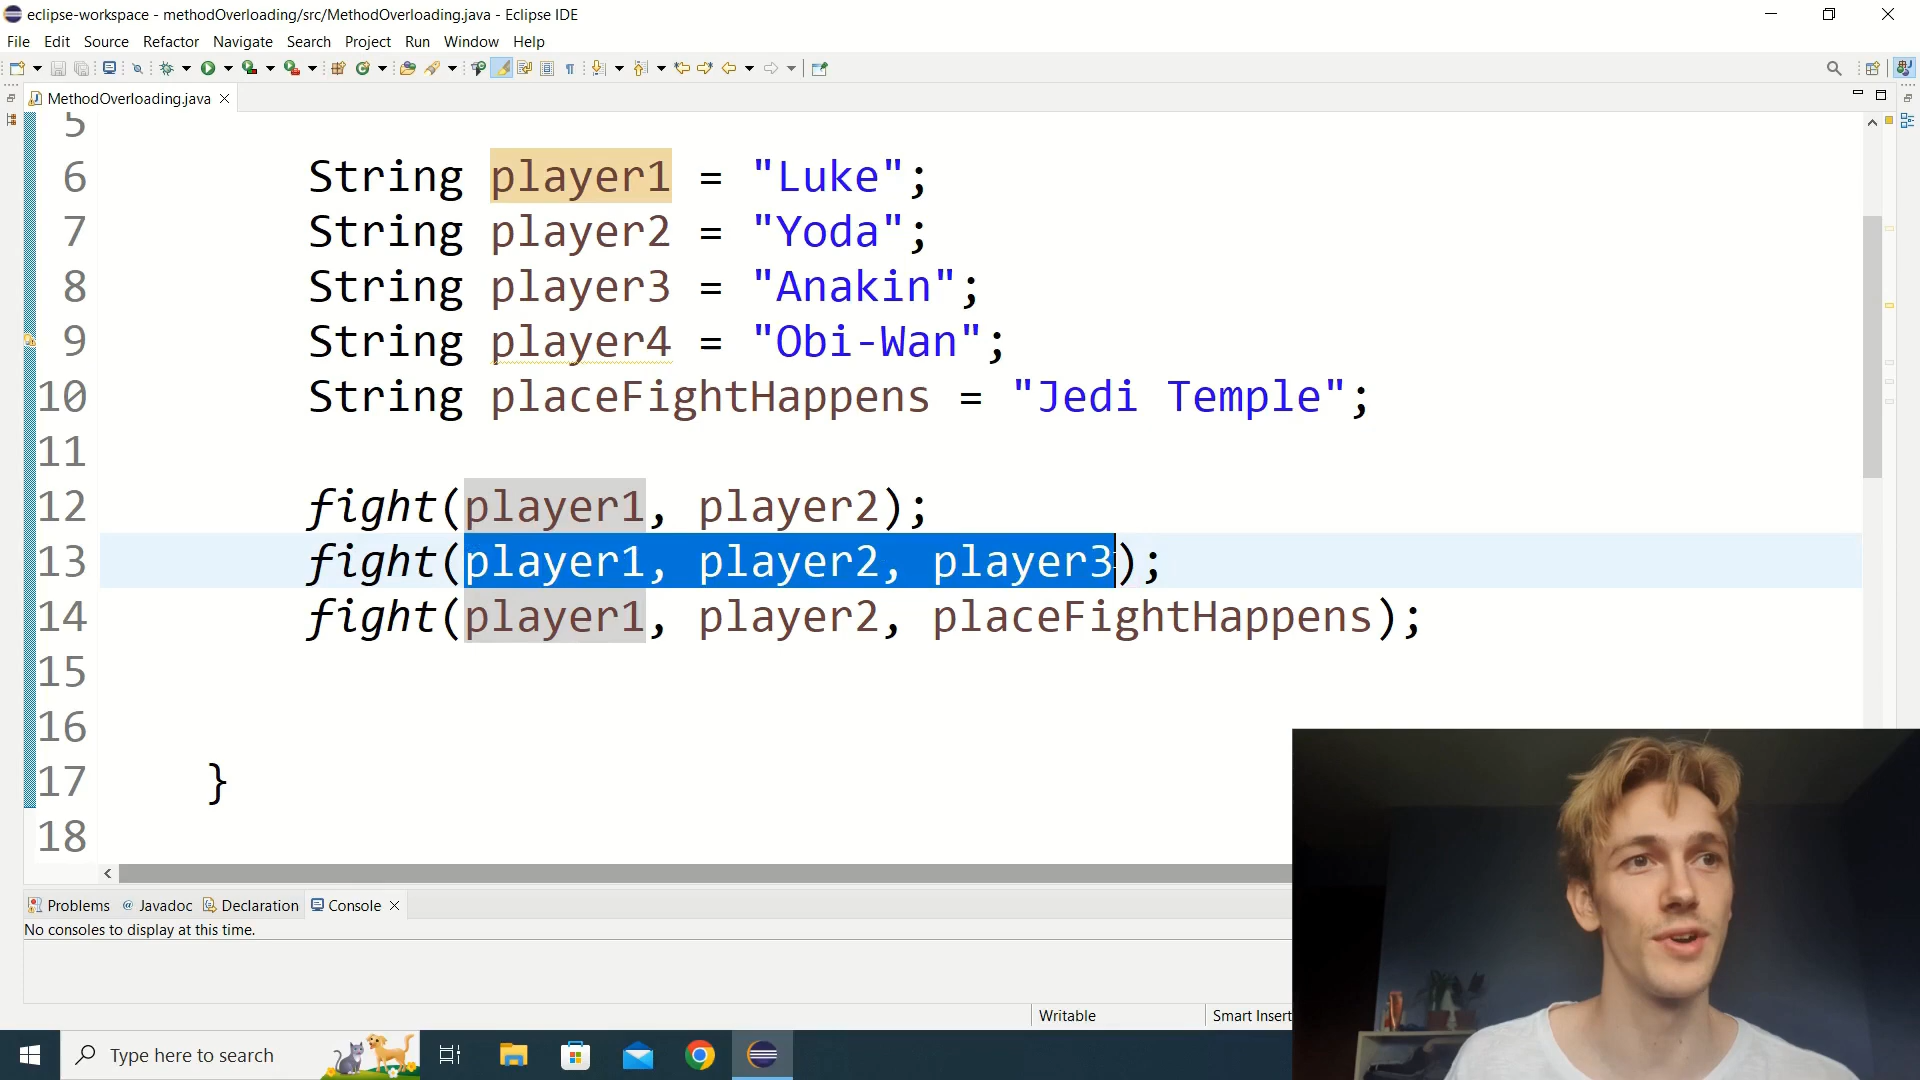 eclipse-workspace - methodOverloading/src/MethodOverloading.java - Eclipse IDE
File Edit Source Refactor Navigate Search Project Run Window Help
MethodOverloading.java
5
6 String player1 = "Luke";
7 String player2 = "Yoda";
8 String player3 = "Anakin";
9 String player4 = "Obi-Wan";
10 String placeFightHappens = "Jedi Temple";
11
12 fight(player1, player2);
13 fight(player1, player2, player3);
14 fight(player1, player2, placeFightHappens);
15
16
17 }
18
Problems @ Javadoc Declaration Console
No consoles to display at this time.
Writable Smart Insert
Type here to search